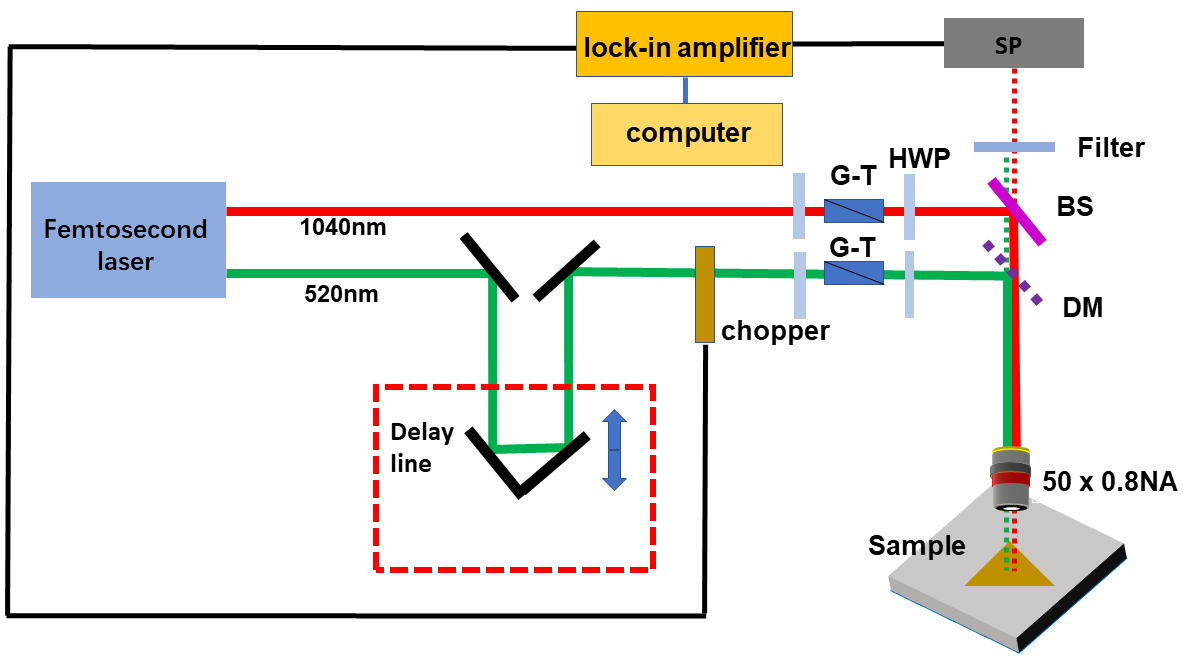 lock-in amplifier
SP
computer
Filter
HWP
G-T
BS
Femtosecond
laser
1040nm
G-T
520nm
DM
chopper
Delay
line
50 x 0.8NA
Sample